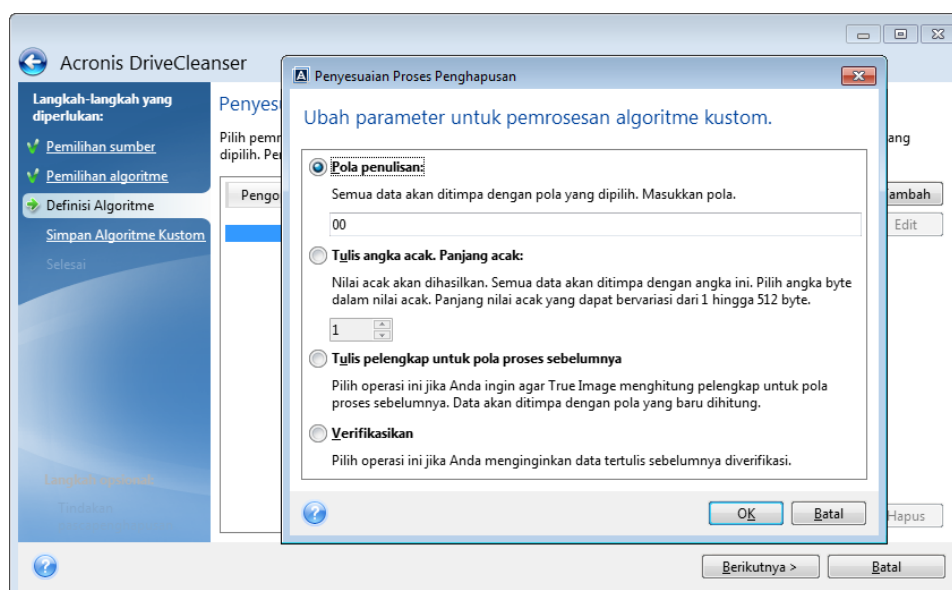 Acronis DriveCleanser
Langkah-langkah yang
diperlukan:
Pemilihan sumber
Pemilihan algoritme
Definisi Algoritme
Simpan Algoritme Kustom
Selesai
Tindakan
Penyes
Pilih pemr
ang
dipilih. Pe
Pengo
ambah
Edit
Hapus
Penyesuaian Proses Penghapusan
Ubah parameter untuk pemrosesan algoritme kustom.
Pola penulisan:
Semua data akan ditimpa dengan pola yang dipilih. Masukkan pola.
00
Tulis angka acak. Panjang acak:
Nilai acak akan dihasilkan. Semua data akan ditimpa dengan angka ini. Pilih angka byte
dalam nilai acak. Panjang nilai acak yang dapat bervariasi dari 1 hingga 512 byte.
1
Tulis pelengkap untuk pola proses sebelumnya
Pilih operasi ini jika Anda ingin agar True Image menghitung pelengkap untuk pola
proses sebelumnya. Data akan ditimpa dengan pola yang baru dihitung.
Verifikasikan
Pilih operasi ini jika Anda menginginkan data tertulis sebelumnya diverifikasi.
OK
Batal
Berikutnya >
Batal